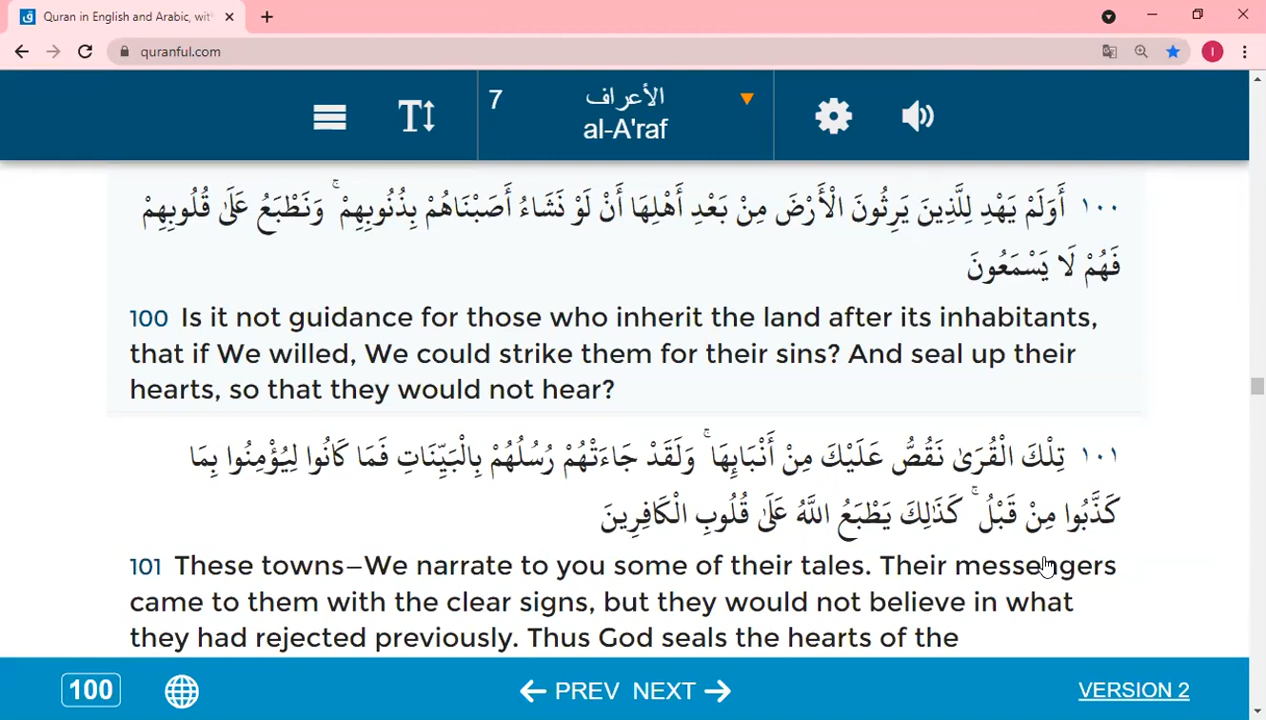 Quran in English and Arabic, wit
quranful.com
I
7
الأعراف
al-A'raf
١٠٠ أَوَلَمْ يَهْدِ لِلَّذِينَ يَرِثُونَ الْأَرْضَ مِنْ بَعْدِ أَهْلِهَا أَنْ لَوْ نَشَاءُ أَصَبْنَاهُمْ بِذُنُوبِهِمْ ۚ وَنَطْبَعُ عَلَىٰ قُلُوبِهِمْ
فَهُمْ لَا يَسْمَعُونَ
100 Is it not guidance for those who inherit the land after its inhabitants,
that if We willed, We could strike them for their sins? And seal up their
hearts, so that they would not hear?
١٠١ تِلْكَ الْقُرَىٰ نَقُصُّ عَلَيْكَ مِنْ أَنْبَائِهَا ۚ وَلَقَدْ جَاءَتْهُمْ رُسُلُهُمْ بِالْبَيِّنَاتِ فَمَا كَانُوا لِيُؤْمِنُوا بِمَا
كَذَّبُوا مِنْ قَبْلُ ۚ كَذَٰلِكَ يَطْبَعُ اللَّهُ عَلَىٰ قُلُوبِ الْكَافِرِينَ
101 These towns—We narrate to you some of their tales. Their messengers
came to them with the clear signs, but they would not believe in what
they had rejected previously. Thus God seals the hearts of the
100
PREV NEXT
VERSION 2